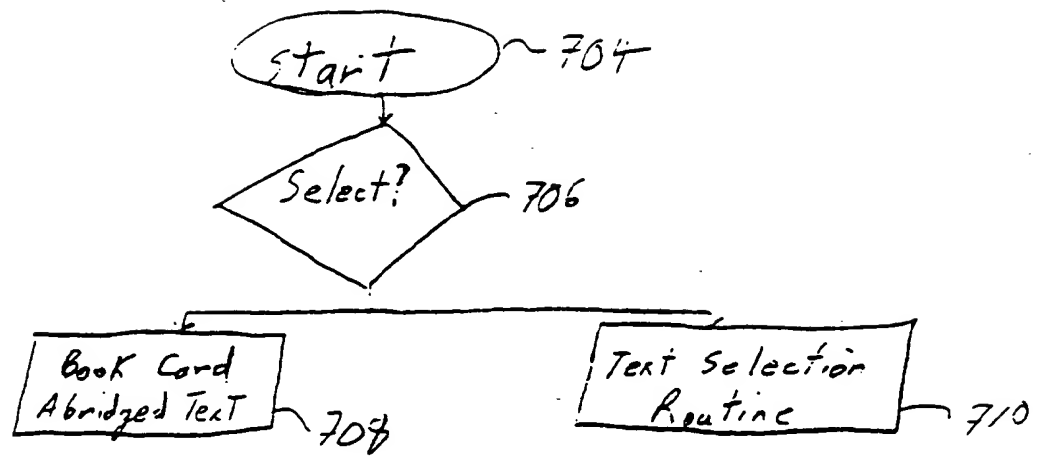 Start
704
Select?
706
Book Card
Abridged Text
708
Text Selection
Routine
710